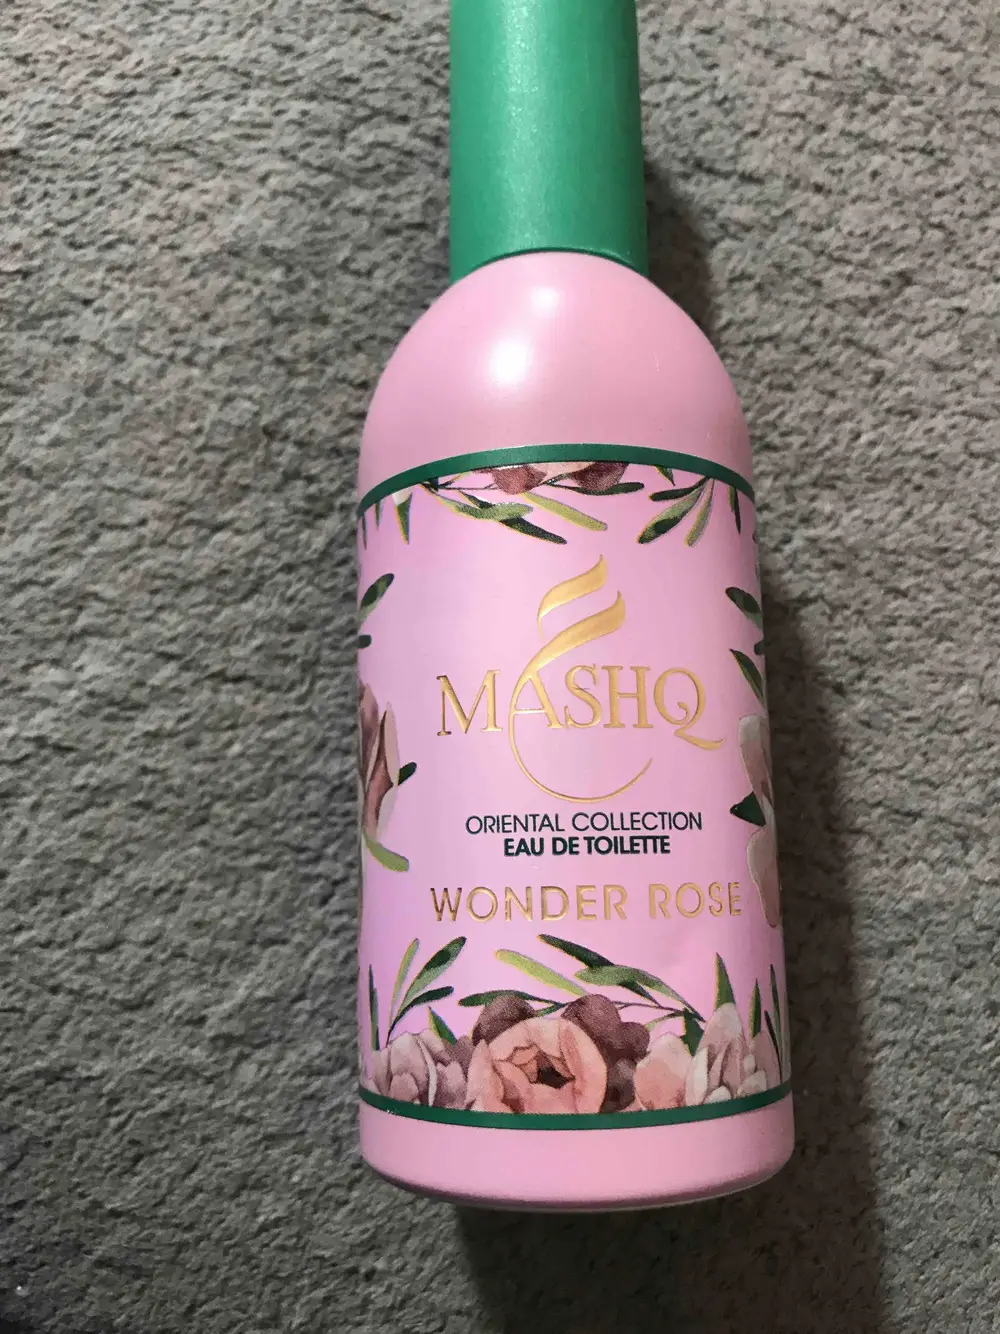 MASHQ
ORIENTAL COLLECTION
EAU DE TOILETTE
WONDER ROSE